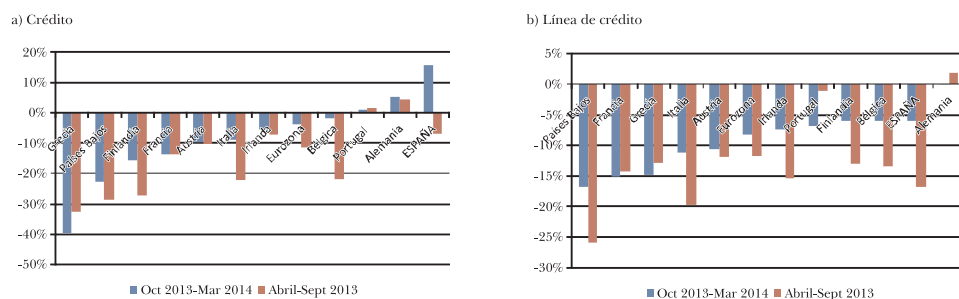 a) Crédito
20%
10%
0%
-10%
-20%
-30%
-40%
-50%
Grecia
Países Bajos
Finlandia
Francia
Austria
Italia
Irlanda
Eurozona
Bélgica
Portugal
Alemania
ESPAÑA
Oct 2013-Mar 2014 Abril-Sept 2013
b) Línea de crédito
5%
0%
-5%
-10%
-15%
-20%
-25%
-30%
Países Bajos
Francia
Grecia
Italia
Austria
Eurozona
Irlanda
Portugal
Finlandia
Bélgica
ESPAÑA
Alemania
Oct 2013-Mar 2014 Abril-Sept 2013